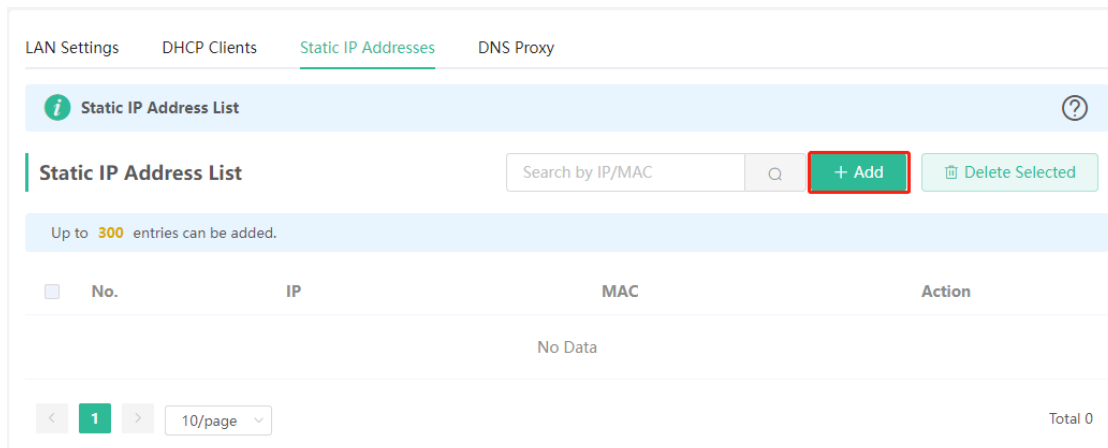 LAN Settings DHCP Clients Static IP Addresses DNS Proxy
i Static IP Address List ?
Static IP Address List Search by IP/MAC + Add Delete Selected
Up to 300 entries can be added.
No. IP MAC Action
No Data
< 1 > 10/page Total 0